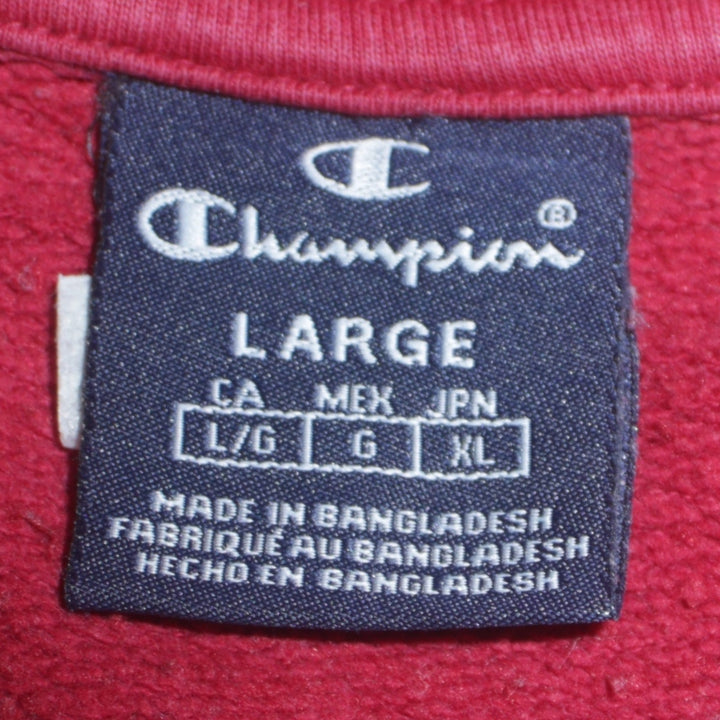 Champion®
LARGE
CA MEX JPN
L/G G XL
MADE IN BANGLADESH
FABRIQUÉ AU BANGLADESH
HECHO EN BANGLADESH